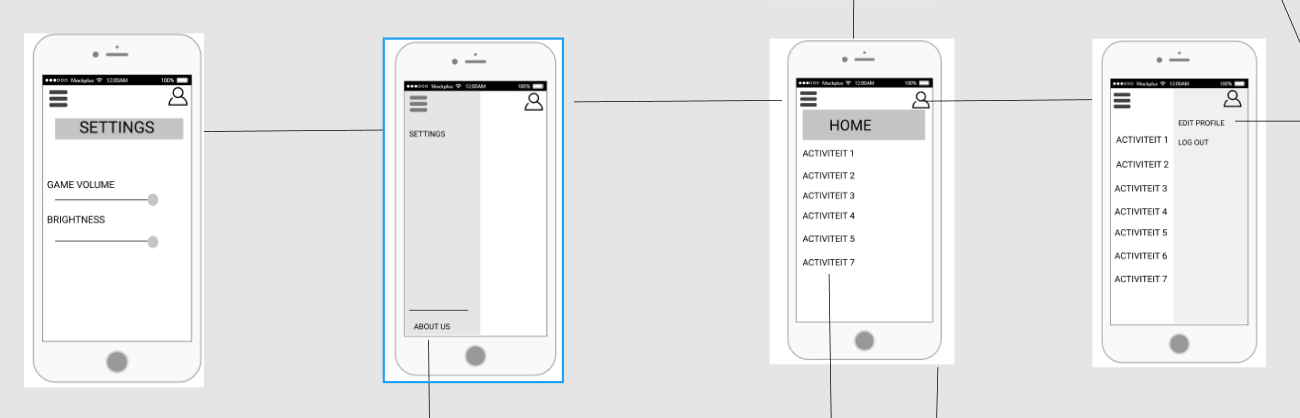 Mockplus 12:00AM 100%
SETTINGS
GAME VOLUME
BRIGHTNESS
Mockplus 12:00AM 100%
SETTINGS
ABOUT US
Mockplus 12:00AM 100%
HOME
ACTIVITEIT 1
ACTIVITEIT 2
ACTIVITEIT 3
ACTIVITEIT 4
ACTIVITEIT 5
ACTIVITEIT 7
Mockplus 12:00AM 100%
EDIT PROFILE
LOG OUT
ACTIVITEIT 1
ACTIVITEIT 2
ACTIVITEIT 3
ACTIVITEIT 4
ACTIVITEIT 5
ACTIVITEIT 6
ACTIVITEIT 7